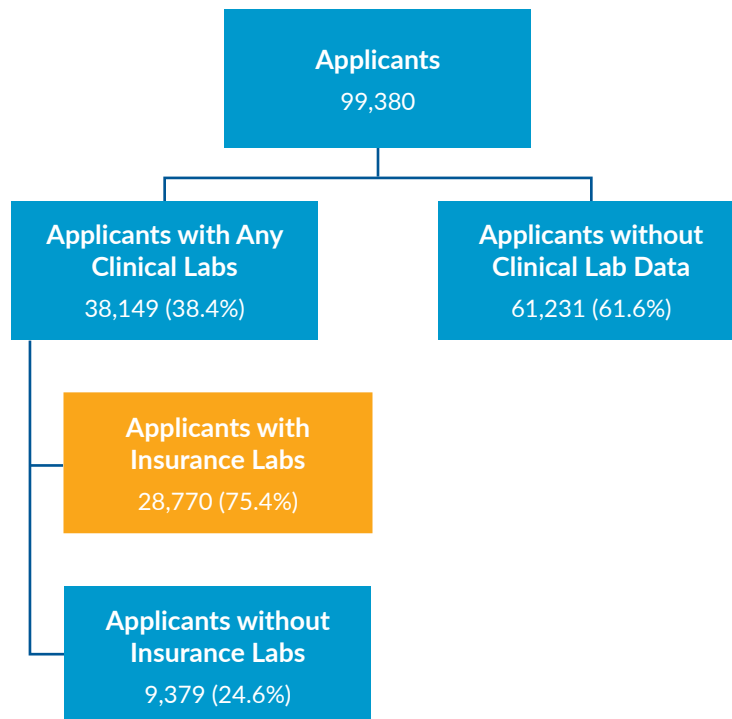 Applicants
99,380
Applicants with Any
Clinical Labs
38,149 (38.4%)
Applicants without
Clinical Lab Data
61,231 (61.6%)
Applicants with
Insurance Labs
28,770 (75.4%)
Applicants without
Insurance Labs
9,379 (24.6%)